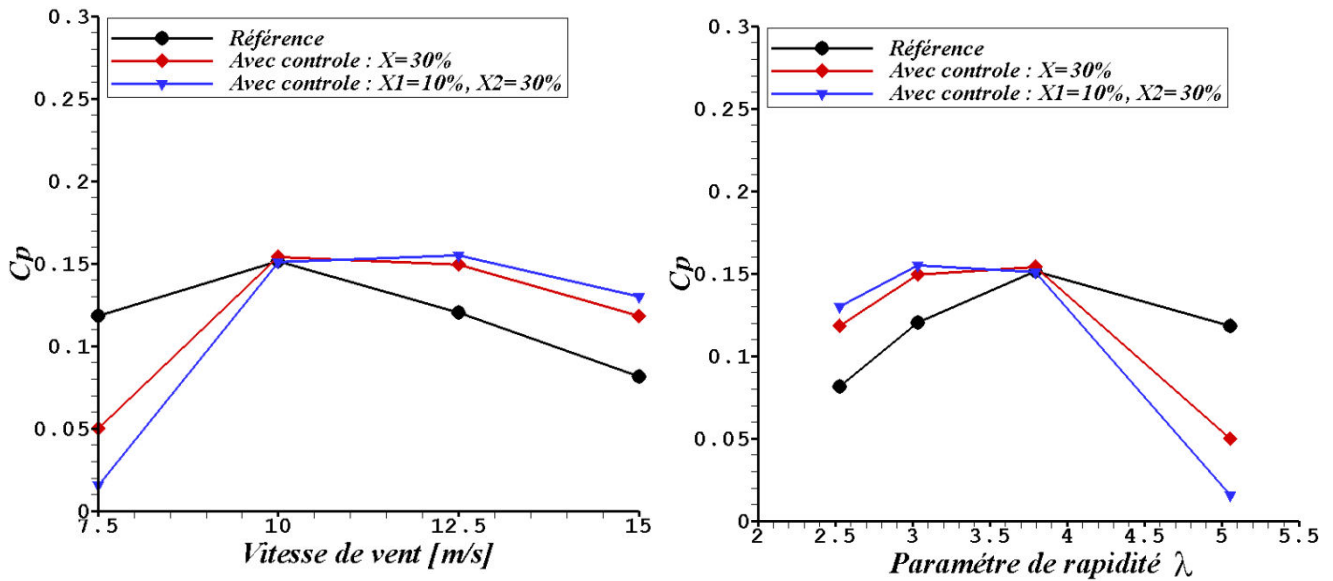 0.3
0.25
0.2
0.15
0.1
0.05
0
Cp
Référence
Avec controle : X=30%
Avec controle : X1=10%, X2=30%
7.5
10
12.5
15
Vitesse de vent [m/s]
0.3
0.25
0.2
0.15
0.1
0.05
0
Cp
Référence
Avec controle : X=30%
Avec controle : X1=10%, X2=30%
2
2.5
3
3.5
4
4.5
5
5.5
Paramétre de rapidité λ